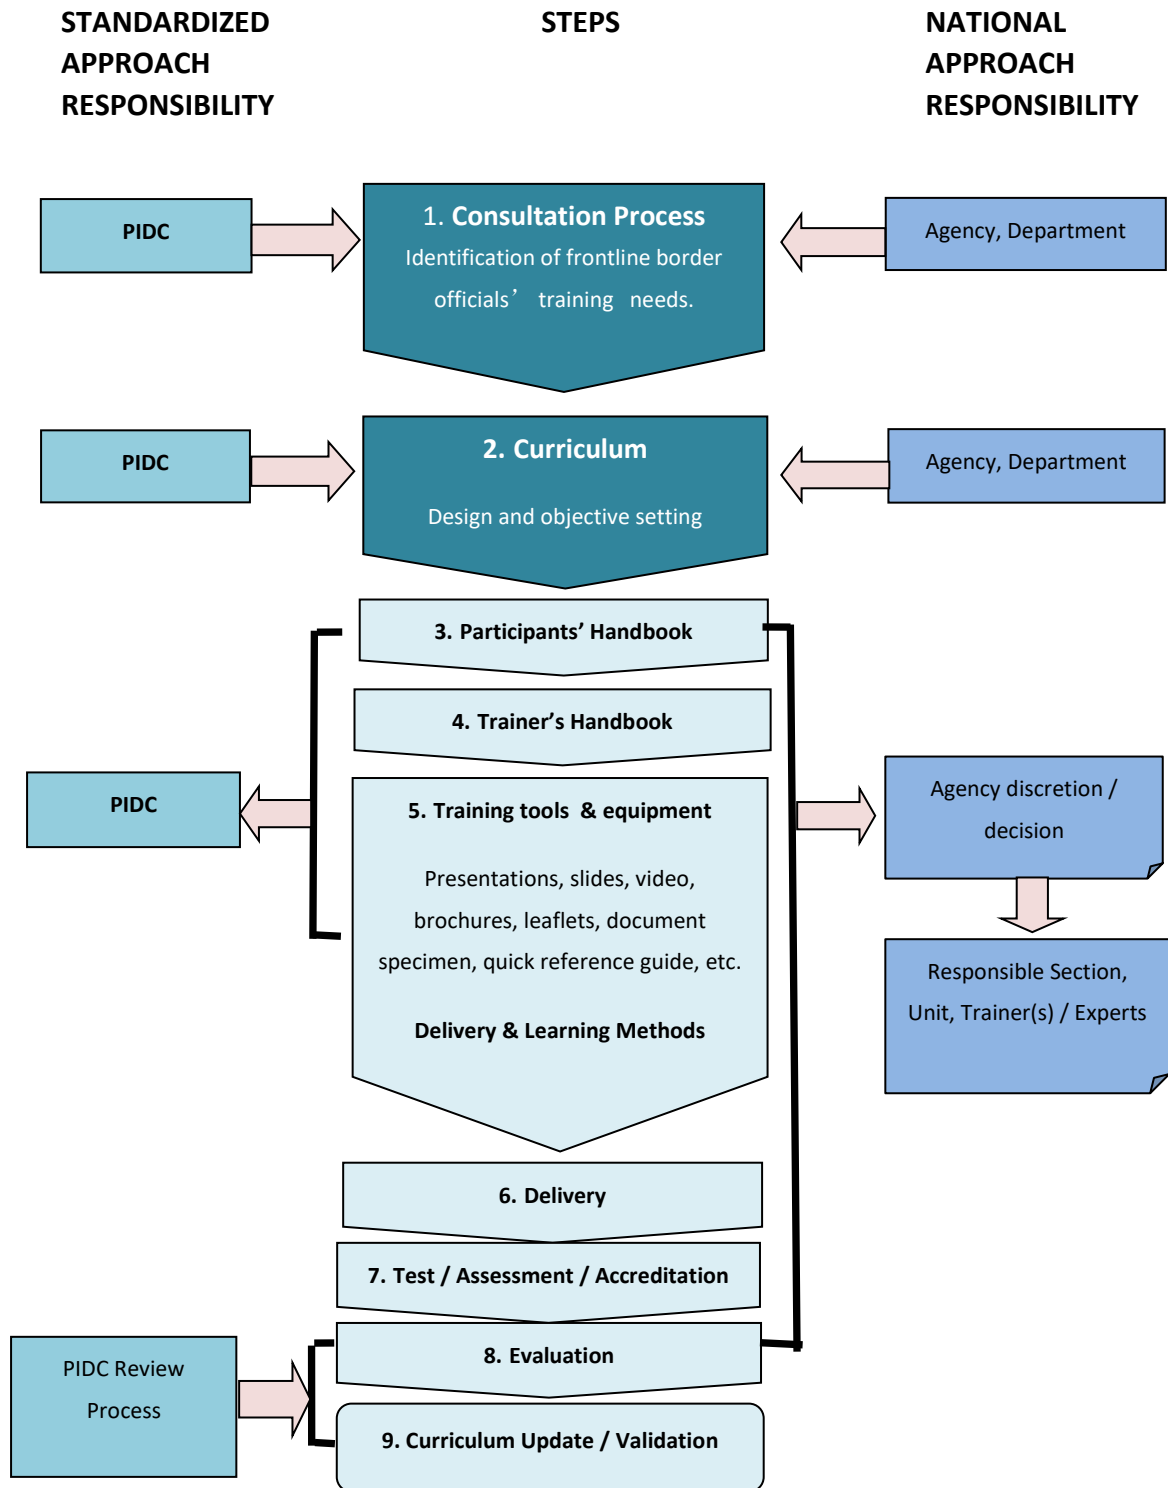 STANDARDIZED
APPROACH
RESPONSIBILITY
STEPS
NATIONAL
APPROACH
RESPONSIBILITY
PIDC
1. Consultation Process
Identification of frontline border
officials’ training needs.
Agency, Department
PIDC
2. Curriculum
Design and objective setting
Agency, Department
3. Participants’ Handbook
4. Trainer’s Handbook
PIDC
5. Training tools & equipment
Presentations, slides, video,
brochures, leaflets, document
specimen, quick reference guide, etc.
Delivery & Learning Methods
Agency discretion /
decision
Responsible Section,
Unit, Trainer(s) / Experts
6. Delivery
7. Test / Assessment / Accreditation
PIDC Review
Process
8. Evaluation
9. Curriculum Update / Validation